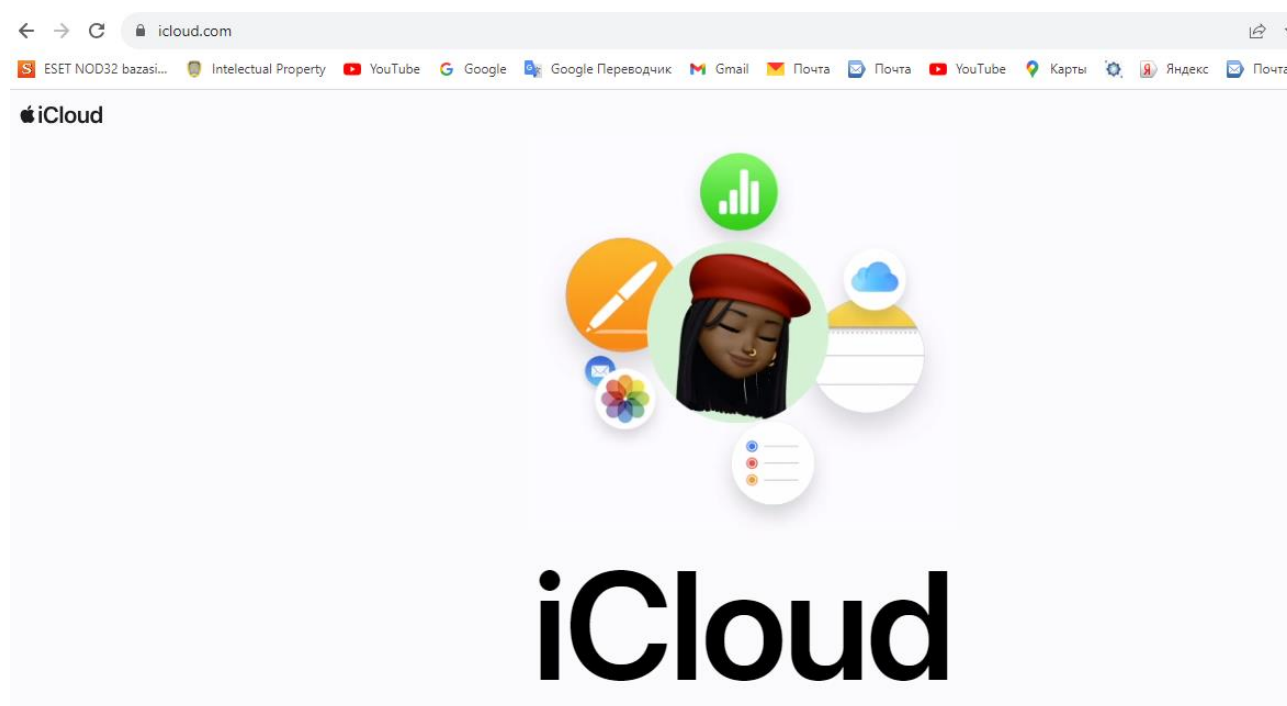 icloud.com
ESET NOD32 bazasi... Intelectual Property YouTube Google Google Переводчик Gmail Почта Почта YouTube Карты Яндекс Почта
iCloud
iCloud